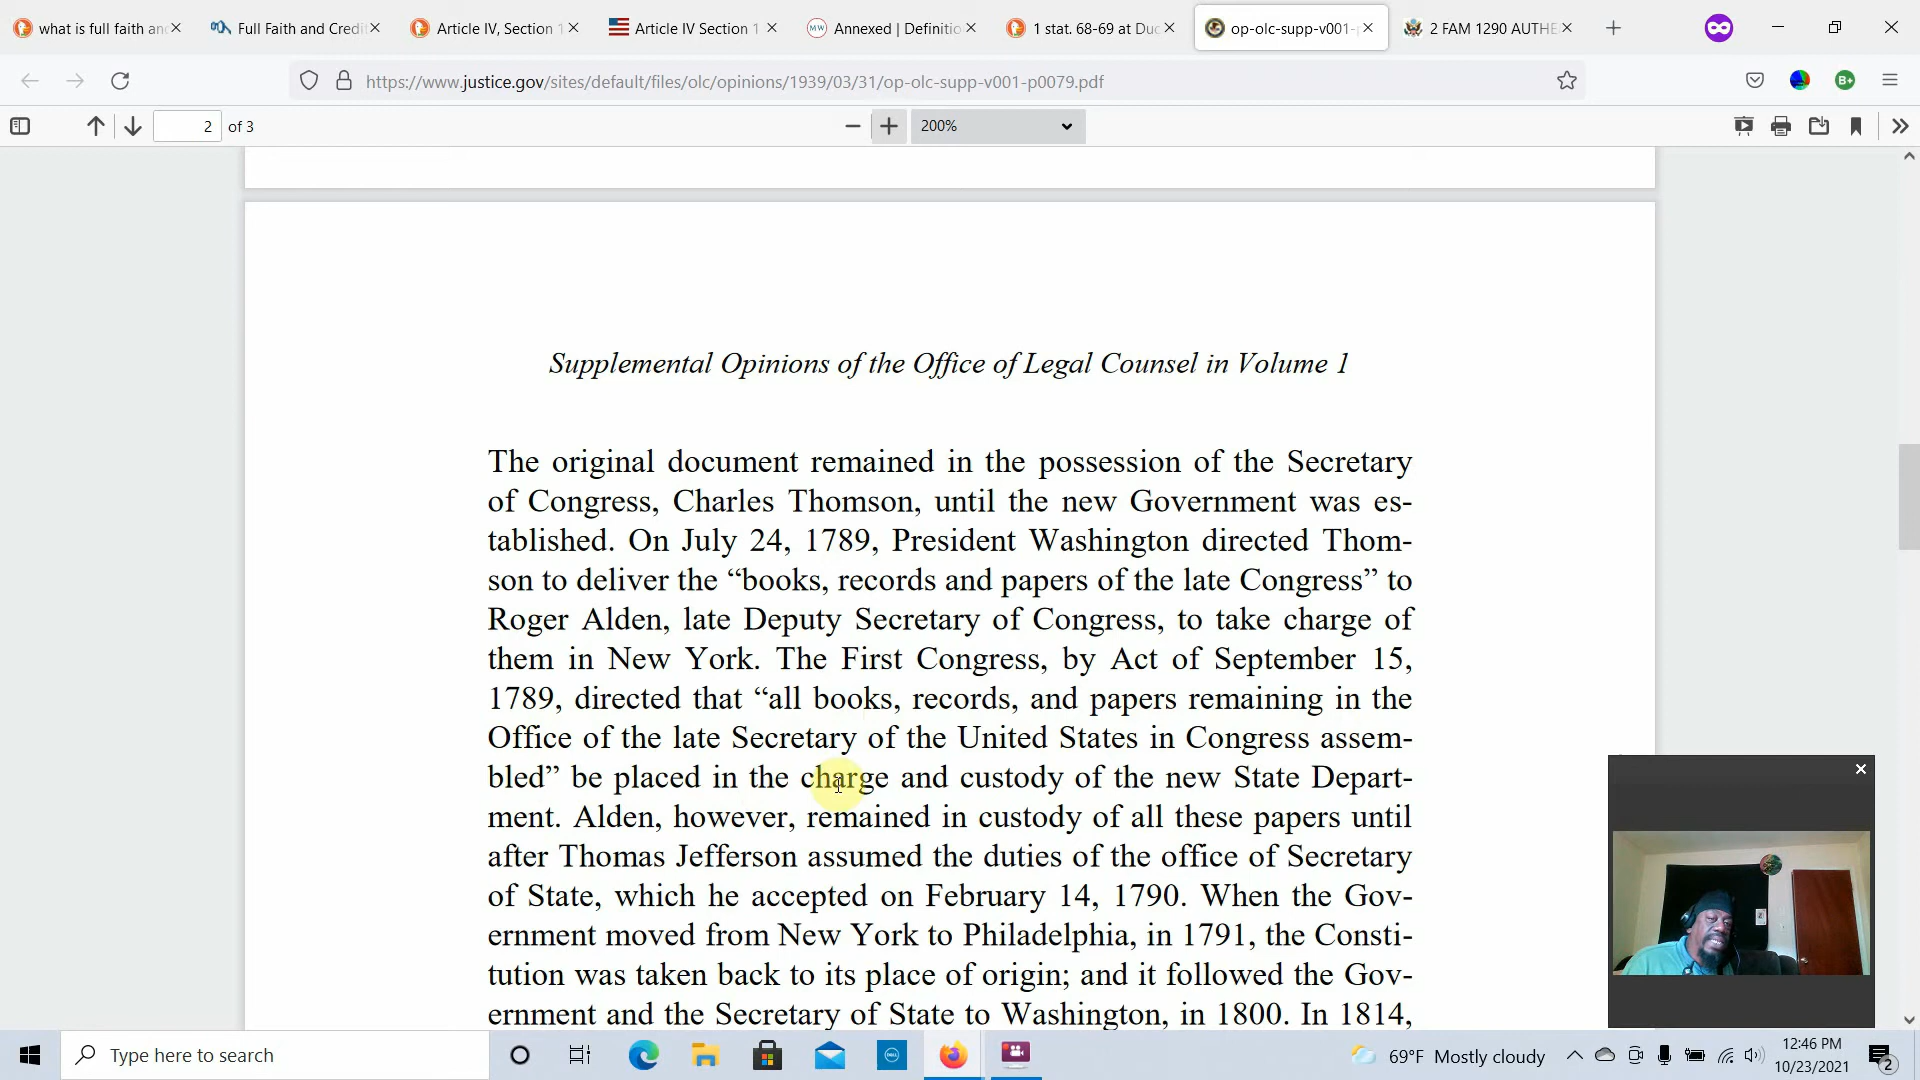 what is full faith an
Full Faith and Credi
Article IV, Section 1
Article IV Section 1
MW Annexed | Definitio
1 stat. 68-69 at Duc
op-olc-supp-v001-
2 FAM 1290 AUTHE
https://www.justice.gov/sites/default/files/olc/opinions/1939/03/31/op-olc-supp-v001-p0079.pdf
B+
2 of 3
200%
Supplemental Opinions of the Office of Legal Counsel in Volume 1
The original document remained in the possession of the Secretary
of Congress, Charles Thomson, until the new Government was es-
tablished. On July 24, 1789, President Washington directed Thom-
son to deliver the “books, records and papers of the late Congress” to
Roger Alden, late Deputy Secretary of Congress, to take charge of
them in New York. The First Congress, by Act of September 15,
1789, directed that “all books, records, and papers remaining in the
Office of the late Secretary of the United States in Congress assem-
bled” be placed in the charge and custody of the new State Depart-
ment. Alden, however, remained in custody of all these papers until
after Thomas Jefferson assumed the duties of the office of Secretary
of State, which he accepted on February 14, 1790. When the Gov-
ernment moved from New York to Philadelphia, in 1791, the Consti-
tution was taken back to its place of origin; and it followed the Gov-
ernment and the Secretary of State to Washington, in 1800. In 1814,
Type here to search
DELL
69°F Mostly cloudy
12:46 PM
10/23/2021
2